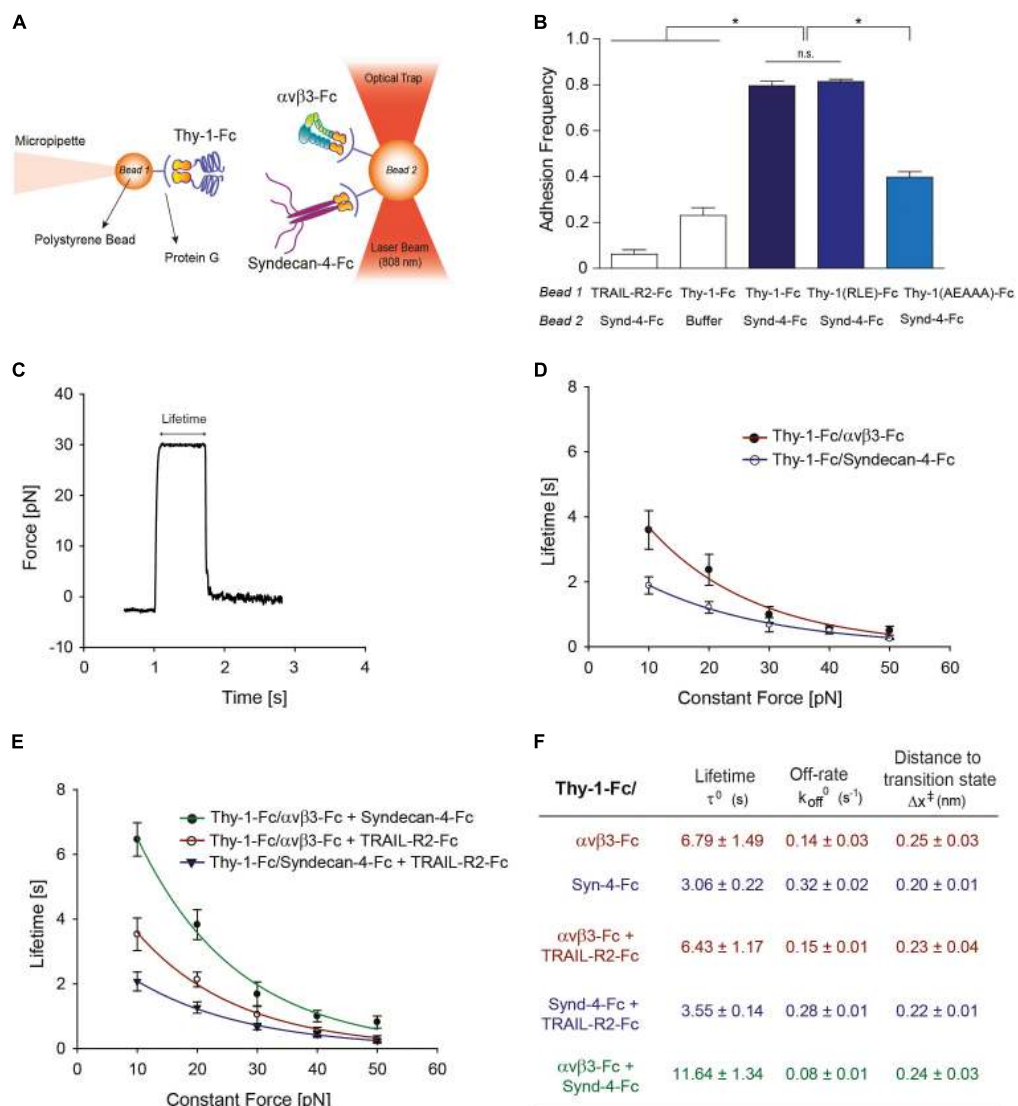 A
Micropipette
Thy-1-Fc
αvβ3-Fc
Optical Trap
Bead 1
Bead 2
Polystyrene Bead
Protein G
Syndecan-4-Fc
Laser Beam
(808 nm)
B
Adhesion Frequency
1.0
0.8
0.6
0.4
0.2
0
*
*
n.s.
Bead 1 TRAIL-R2-Fc Thy-1-Fc Thy-1-Fc Thy-1(RLE)-Fc Thy-1(AEAAA)-Fc
Bead 2 Synd-4-Fc Buffer Synd-4-Fc Synd-4-Fc Synd-4-Fc
C
Force [pN]
40
30
20
10
0
-10
Lifetime
0 1 2 3 4
Time [s]
D
Lifetime [s]
8
6
4
2
0
Thy-1-Fc/αvβ3-Fc
Thy-1-Fc/Syndecan-4-Fc
0 10 20 30 40 50 60
Constant Force [pN]
E
Lifetime [s]
8
6
4
2
0
Thy-1-Fc/αvβ3-Fc + Syndecan-4-Fc
Thy-1-Fc/αvβ3-Fc + TRAIL-R2-Fc
Thy-1-Fc/Syndecan-4-Fc + TRAIL-R2-Fc
0 10 20 30 40 50 60
Constant Force [pN]
F
Thy-1-Fc/
Lifetime
τ⁰ (s)
Off-rate
k_off⁰ (s⁻¹)
Distance to
transition state
Δx‡ (nm)
αvβ3-Fc 6.79 ± 1.49 0.14 ± 0.03 0.25 ± 0.03
Syn-4-Fc 3.06 ± 0.22 0.32 ± 0.02 0.20 ± 0.01
αvβ3-Fc +
TRAIL-R2-Fc 6.43 ± 1.17 0.15 ± 0.01 0.23 ± 0.04
Synd-4-Fc +
TRAIL-R2-Fc 3.55 ± 0.14 0.28 ± 0.01 0.22 ± 0.01
αvβ3-Fc +
Synd-4-Fc 11.64 ± 1.34 0.08 ± 0.01 0.24 ± 0.03